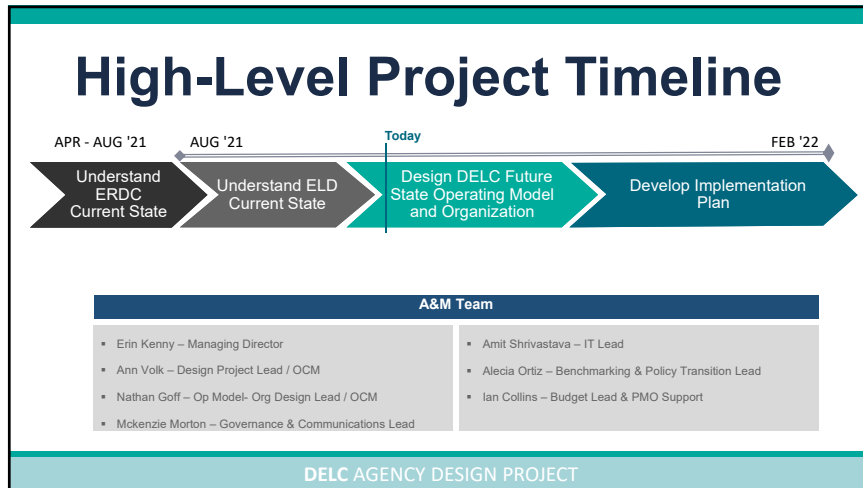 High-Level Project Timeline
APR - AUG '21
AUG '21
Today
FEB '22
Understand
ERDC
Current State
Understand ELD
Current State
Design DELC Future
State Operating Model
and Organization
Develop Implementation
Plan
A&M Team
▪ Erin Kenny – Managing Director
▪ Ann Volk – Design Project Lead / OCM
▪ Nathan Goff – Op Model- Org Design Lead / OCM
▪ Mckenzie Morton – Governance & Communications Lead
▪ Amit Shrivastava – IT Lead
▪ Alecia Ortiz – Benchmarking & Policy Transition Lead
▪ Ian Collins – Budget Lead & PMO Support
DELC AGENCY DESIGN PROJECT